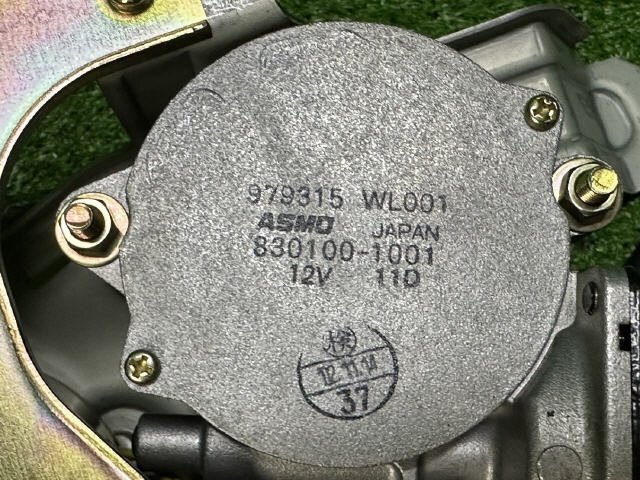 979315 WL001
ASMO JAPAN
830100-1001
12V 11D
12.11.14
37